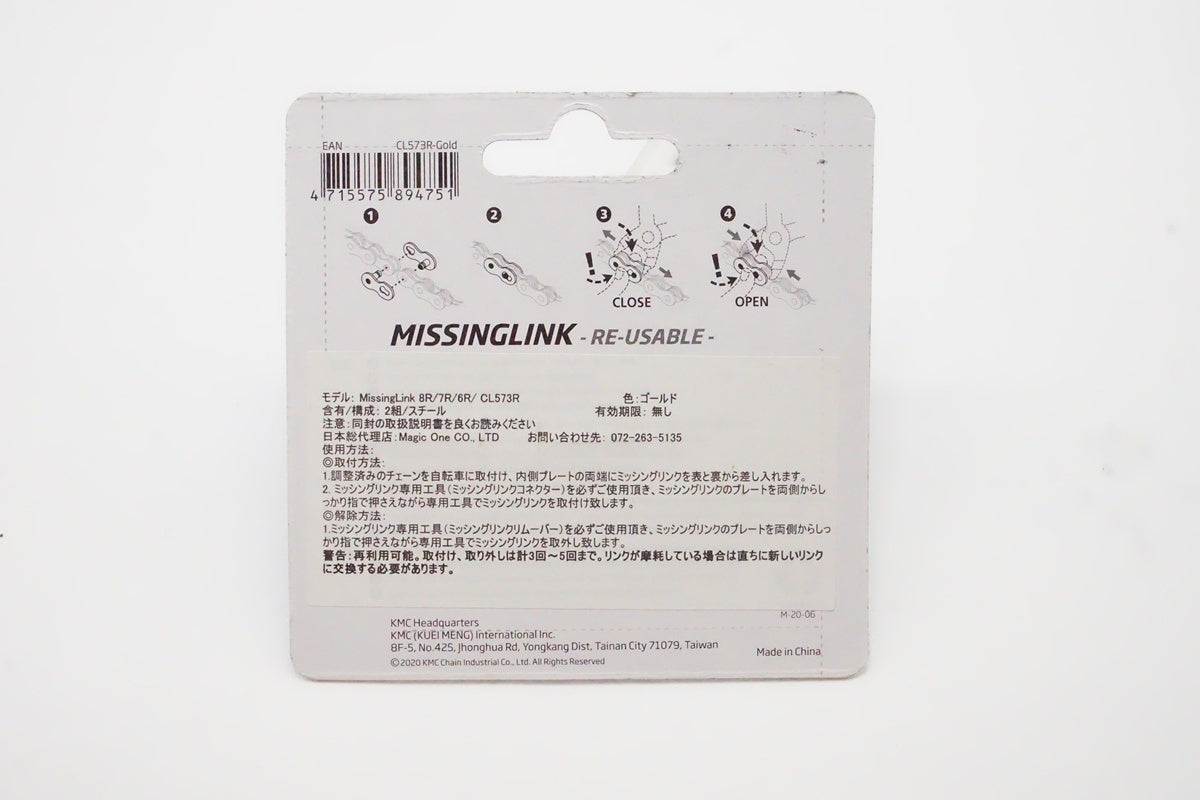 EAN CL573R-Gold
4 715575 894751
1 2 3 4
! !
CLOSE OPEN
MISSINGLINK - RE-USABLE -
モデル: MissingLink 8R/7R/6R/ CL573R 色:ゴールド
含有/構成: 2組/スチール 有効期限: 無し
注意:同封の取扱説明書を良くお読みください
日本総代理店:Magic One CO., LTD お問い合わせ先: 072-263-5135
使用方法:
◎取付方法:
1.調整済みのチェーンを自転車に取付け、内側プレートの両端にミッシングリンクを表と裏から差し入れます。
2. ミッシングリンク専用工具(ミッシングリンクコネクター)を必ずご使用頂き、ミッシングリンクのプレートを両側からし
っかり指で押さえながら専用工具でミッシングリンクを取付け致します。
◎解除方法:
1.ミッシングリンク専用工具(ミッシングリンクリムーバー)を必ずご使用頂き、ミッシングリンクのプレートを両側からしっ
かり指で押さえながら専用工具でミッシングリンクを取外し致します。
警告:再利用可能。取付け、取り外しは計3回~5回まで。リンクが摩耗している場合は直ちに新しいリンク
に交換する必要があります。
M-20-06
KMC Headquarters
KMC (KUEI MENG) International Inc.
8F-5, No.425, Jhonghua Rd, Yongkang Dist, Tainan City 71079, Taiwan
Made in China
©2020 KMC Chain Industrial Co., Ltd. All Rights Reserved